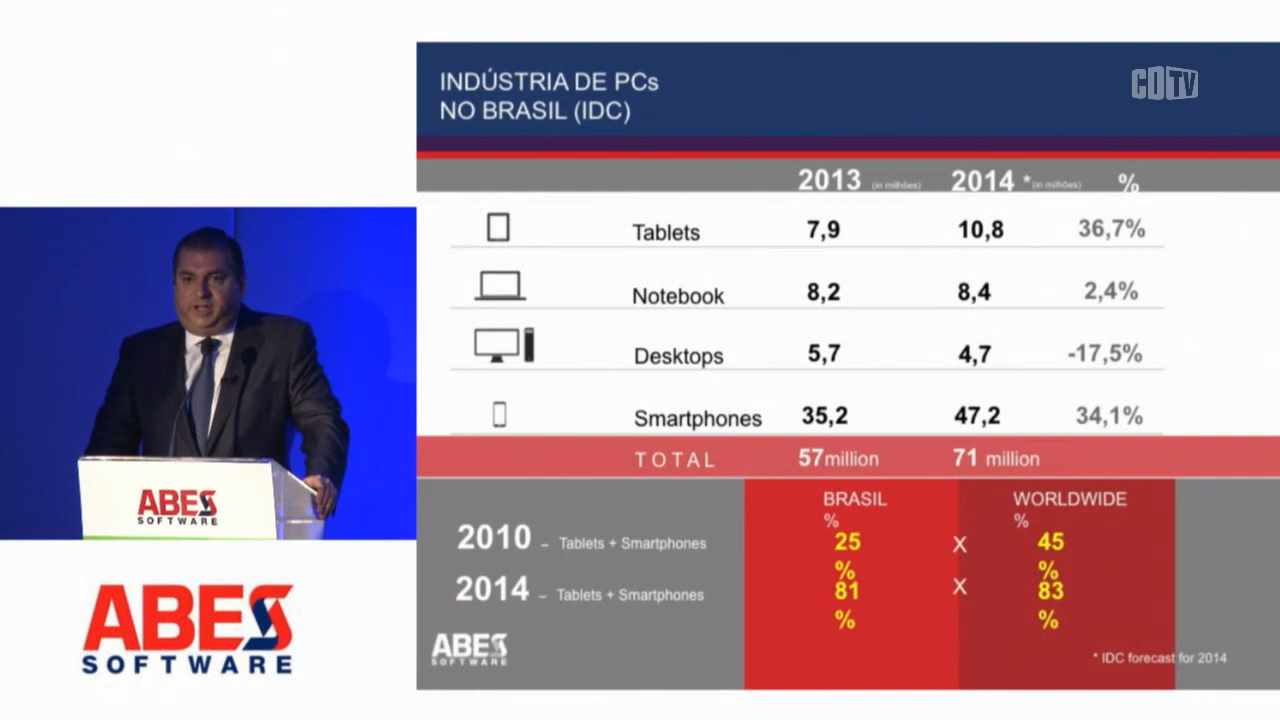 CDTV
INDÚSTRIA DE PCs
NO BRASIL (IDC)
2013 (in milhões) 2014 * (in milhões) %
Tablets 7,9 10,8 36,7%
Notebook 8,2 8,4 2,4%
Desktops 5,7 4,7 -17,5%
Smartphones 35,2 47,2 34,1%
TOTAL 57 million 71 million
BRASIL WORLDWIDE
% %
2010 – Tablets + Smartphones 25 X 45
% %
2014 – Tablets + Smartphones 81 X 83
% %
ABES
SOFTWARE
* IDC forecast for 2014
ABES
SOFTWARE
ABES
SOFTWARE